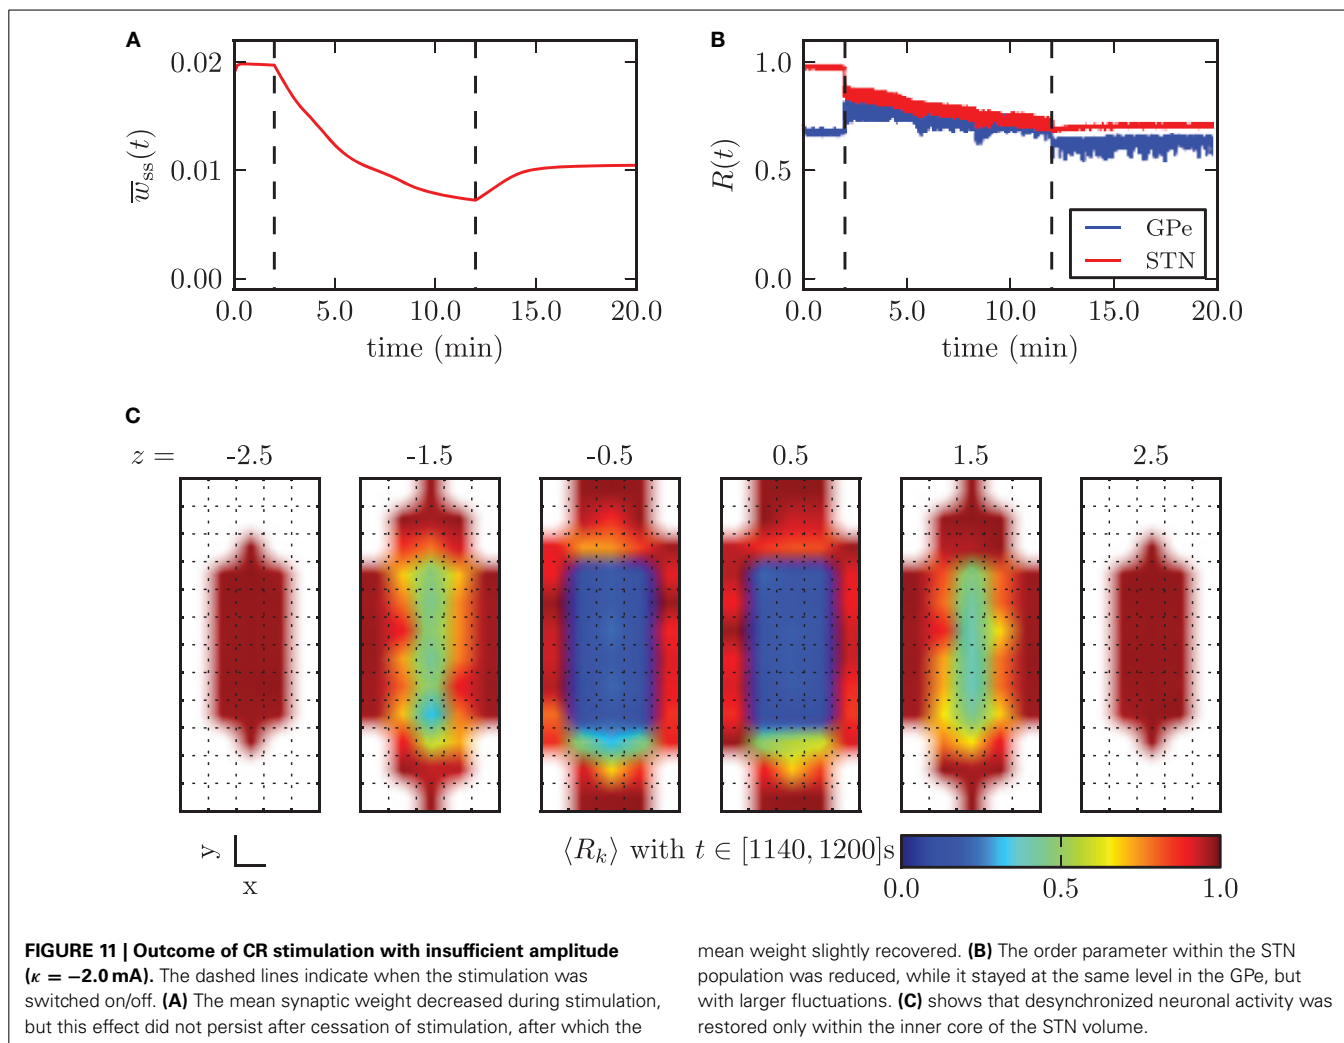 A
0.02
0.01
0.00
w̅ss(t)
0.0 5.0 10.0 15.0 20.0
time (min)
B
1.0
0.5
0.0
R(t)
GPe
STN
0.0 5.0 10.0 15.0 20.0
time (min)
C
z = -2.5 -1.5 -0.5 0.5 1.5 2.5
y
x
⟨Rk⟩ with t ∈ [1140, 1200]s
0.0 0.5 1.0
FIGURE 11 | Outcome of CR stimulation with insufficient amplitude
(κ = −2.0 mA). The dashed lines indicate when the stimulation was
switched on/off. (A) The mean synaptic weight decreased during stimulation,
but this effect did not persist after cessation of stimulation, after which the
mean weight slightly recovered. (B) The order parameter within the STN
population was reduced, while it stayed at the same level in the GPe, but
with larger fluctuations. (C) shows that desynchronized neuronal activity was
restored only within the inner core of the STN volume.